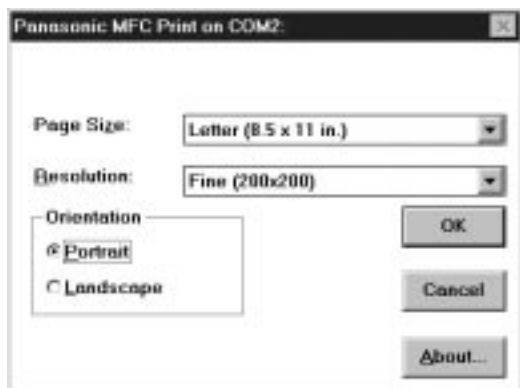 Panasonic MFC Print on COM2:
Page Size:
Letter (8.5 x 11 in.)
Resolution:
Fine (200x200)
Orientation
Portrait
Landscape
OK
Cancel
About...